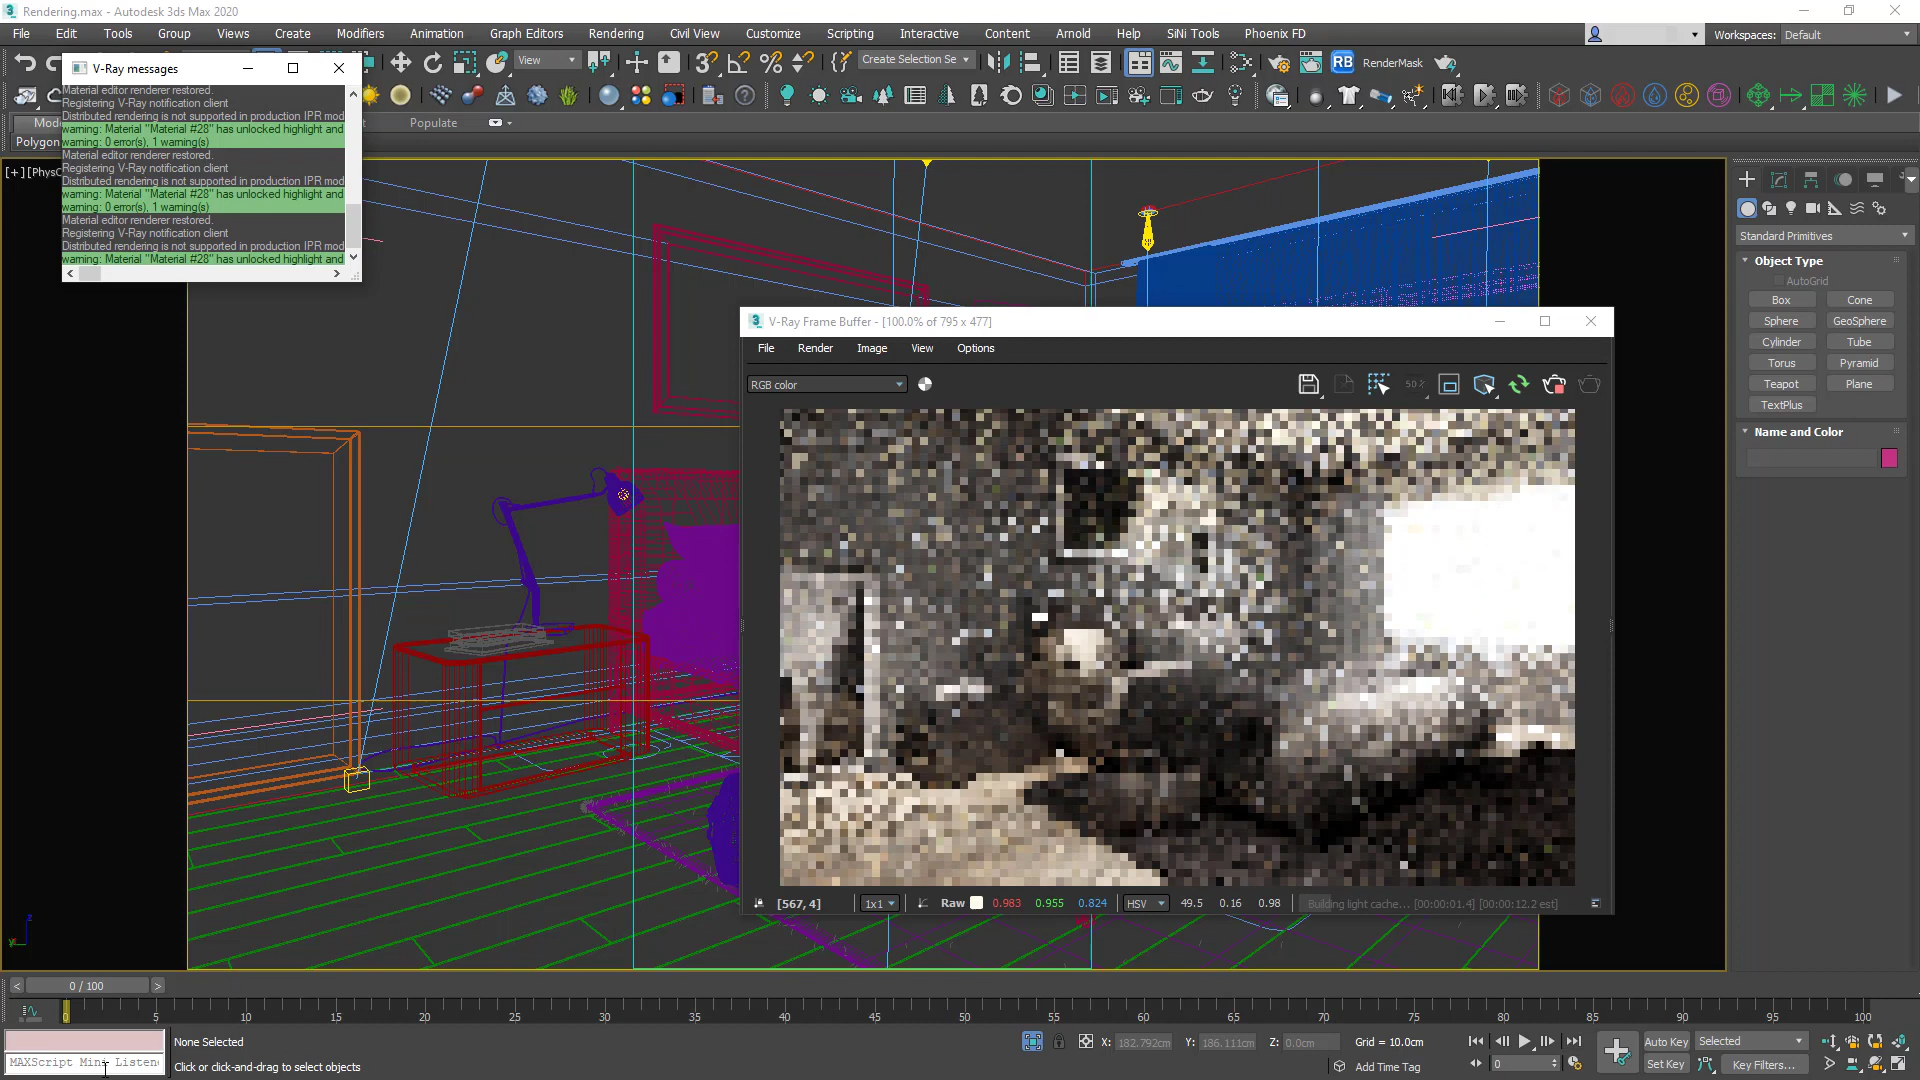 Rendering.max - Autodesk 3ds Max 2020
File Edit Tools Group Views Create Modifiers Animation Graph Editors Rendering Civil View Customize Scripting Interactive Content Arnold Help SiNi Tools Phoenix FD
Workspaces: Default
View
Create Selection Se
RB RenderMask
Populate
Polygon
[+] [Phys
V-Ray messages
Material editor renderer restored.
Registering V-Ray notification client
Distributed rendering is not supported in production IPR mod
warning: Material "Material #28" has unlocked highlight and
warning: 0 error(s), 1 warning(s)
Material editor renderer restored.
Registering V-Ray notification client
Distributed rendering is not supported in production IPR mod
warning: Material "Material #28" has unlocked highlight and
warning: 0 error(s), 1 warning(s)
Material editor renderer restored.
Registering V-Ray notification client
Distributed rendering is not supported in production IPR mod
warning: Material "Material #28" has unlocked highlight and
V-Ray Frame Buffer - [100.0% of 795 x 477]
File Render Image View Options
RGB color
50%
[567, 4] 1x1 Raw 0.983 0.955 0.824 HSV 49.5 0.16 0.98 Building light cache... [00:00:01.4] [00:00:12.2 est]
Standard Primitives
Object Type
AutoGrid
Box Cone
Sphere GeoSphere
Cylinder Tube
Torus Pyramid
Teapot Plane
TextPlus
Name and Color
< 0 / 100 >
0 5 10 15 20 25 30 35 40 45 50 55 60 65 70 75 80 85 90 95 100
None Selected
X: 182.792cm Y: 186.111cm Z: 0.0cm Grid = 10.0cm
Auto Key Selected
MAXScript Mini Listene
Click or click-and-drag to select objects
Add Time Tag
0
Set Key Key Filters...